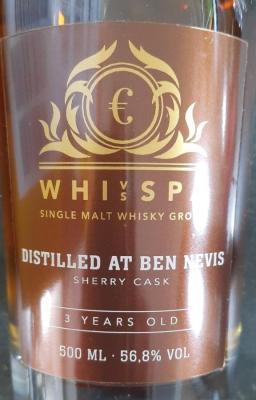 €
WHI VS SPA
SINGLE MALT WHISKY GRO
DISTILLED AT BEN NEVIS
SHERRY CASK
3 YEARS OLD
500 ML · 56,8% VOL